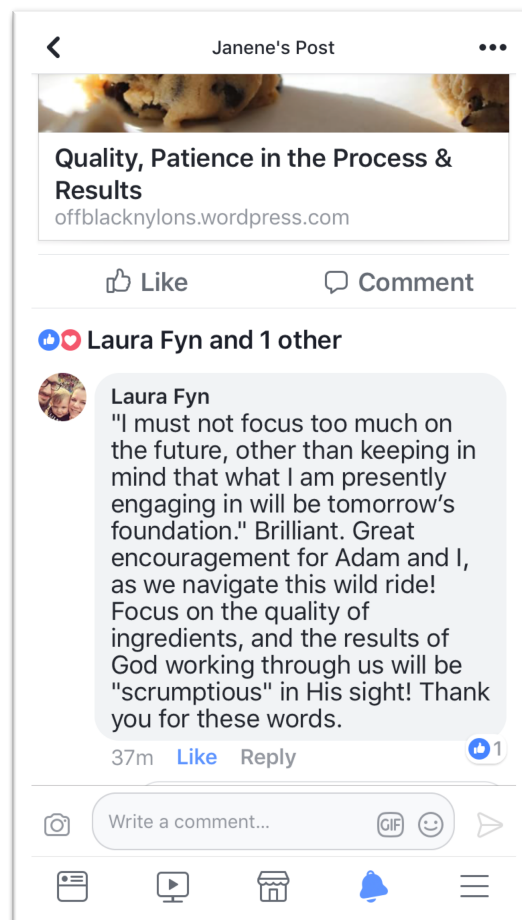 Janene's Post
Quality, Patience in the Process &
Results
offblacknylons.wordpress.com
Like
Comment
Laura Fyn and 1 other
Laura Fyn
"I must not focus too much on
the future, other than keeping in
mind that what I am presently
engaging in will be tomorrow’s
foundation." Brilliant. Great
encouragement for Adam and I,
as we navigate this wild ride!
Focus on the quality of
ingredients, and the results of
God working through us will be
"scrumptious" in His sight! Thank
you for these words.
37m Like Reply
1
Write a comment...
GIF